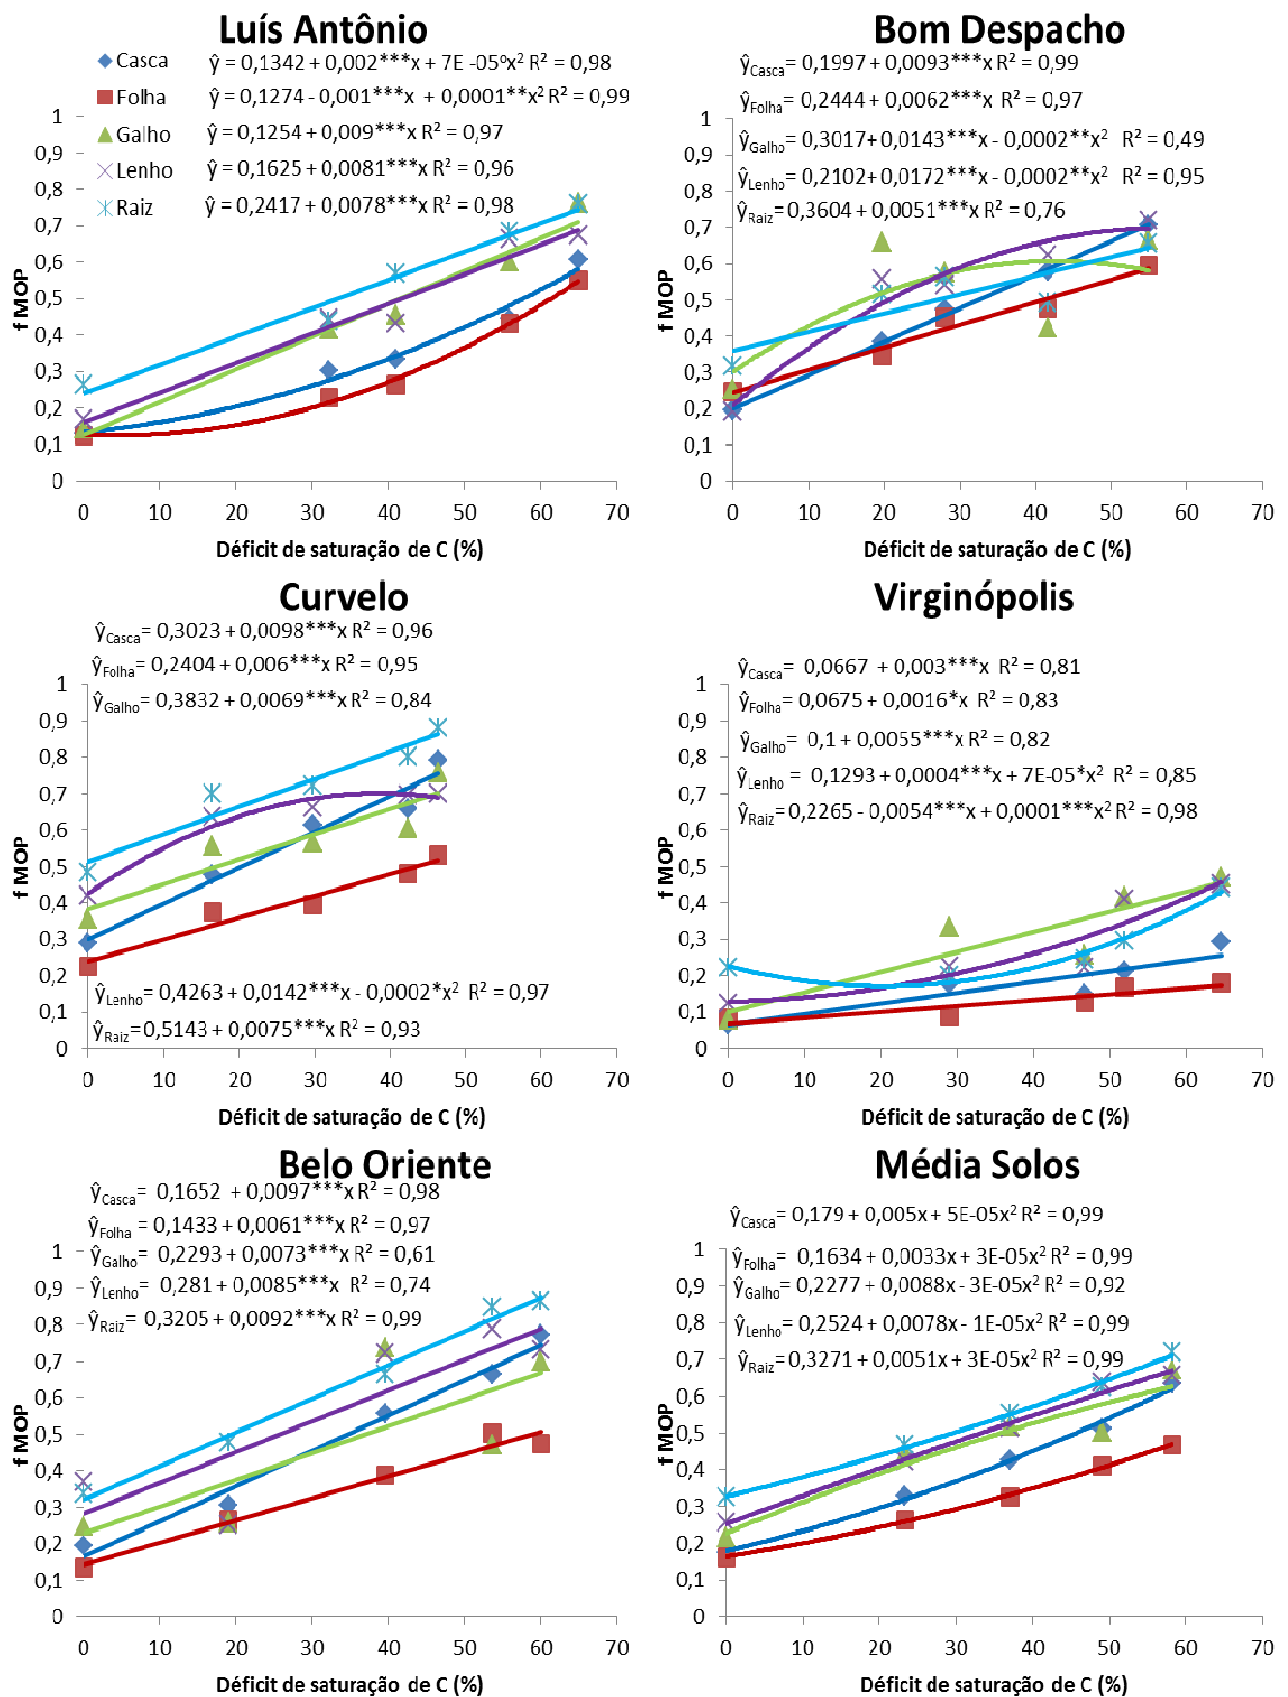 Luís Antônio
Casca ŷ = 0,1342 + 0,002***x + 7E -05ºx² R² = 0,98
Folha ŷ = 0,1274 - 0,001***x + 0,0001**x² R² = 0,99
Galho ŷ = 0,1254 + 0,009***x R² = 0,97
Lenho ŷ = 0,1625 + 0,0081***x R² = 0,96
Raiz ŷ = 0,2417 + 0,0078***x R² = 0,98
1
0,9
0,8
0,7
0,6
0,5
0,4
0,3
0,2
0,1
0
f MOP
0 10 20 30 40 50 60 70
Déficit de saturação de C (%)
Bom Despacho
ŷCasca= 0,1997 + 0,0093***x R² = 0,99
ŷFolha= 0,2444 + 0,0062***x R² = 0,97
ŷGalho= 0,3017+ 0,0143***x - 0,0002**x² R² = 0,49
ŷLenho= 0,2102+ 0,0172***x - 0,0002**x² R² = 0,95
ŷRaiz= 0,3604 + 0,0051***x R² = 0,76
1
0,9
0,8
0,7
0,6
0,5
0,4
0,3
0,2
0,1
0
f MOP
0 10 20 30 40 50 60 70
Déficit de saturação de C (%)
Curvelo
ŷCasca= 0,3023 + 0,0098***x R² = 0,96
ŷFolha= 0,2404 + 0,006***x R² = 0,95
ŷGalho= 0,3832 + 0,0069***x R² = 0,84
ŷLenho= 0,4263 + 0,0142***x - 0,0002*x² R² = 0,97
ŷRaiz= 0,5143 + 0,0075***x R² = 0,93
1
0,9
0,8
0,7
0,6
0,5
0,4
0,3
0,2
0,1
0
f MOP
0 10 20 30 40 50 60 70
Déficit de saturação de C (%)
Virginópolis
ŷCasca= 0,0667 + 0,003***x R² = 0,81
ŷFolha= 0,0675 + 0,0016*x R² = 0,83
ŷGalho= 0,1 + 0,0055***x R² = 0,82
ŷLenho = 0,1293 + 0,0004***x + 7E-05*x² R² = 0,85
ŷRaiz= 0,2265 - 0,0054***x + 0,0001***x² R² = 0,98
1
0,9
0,8
0,7
0,6
0,5
0,4
0,3
0,2
0,1
0
f MOP
0 10 20 30 40 50 60 70
Déficit de saturação de C (%)
Belo Oriente
ŷCasca= 0,1652 + 0,0097***x R² = 0,98
ŷFolha = 0,1433 + 0,0061***x R² = 0,97
ŷGalho= 0,2293 + 0,0073***x R² = 0,61
ŷLenho= 0,281 + 0,0085***x R² = 0,74
ŷRaiz= 0,3205 + 0,0092***x R² = 0,99
1
0,9
0,8
0,7
0,6
0,5
0,4
0,3
0,2
0,1
0
f MOP
0 10 20 30 40 50 60 70
Déficit de saturação de C (%)
Média Solos
ŷCasca= 0,179 + 0,005x + 5E-05x² R² = 0,99
ŷFolha= 0,1634 + 0,0033x + 3E-05x² R² = 0,99
ŷGalho= 0,2277 + 0,0088x - 3E-05x² R² = 0,92
ŷLenho= 0,2524 + 0,0078x - 1E-05x² R² = 0,99
ŷRaiz= 0,3271 + 0,0051x + 3E-05x² R² = 0,99
1
0,9
0,8
0,7
0,6
0,5
0,4
0,3
0,2
0,1
0
f MOP
0 10 20 30 40 50 60 70
Déficit de saturação de C (%)